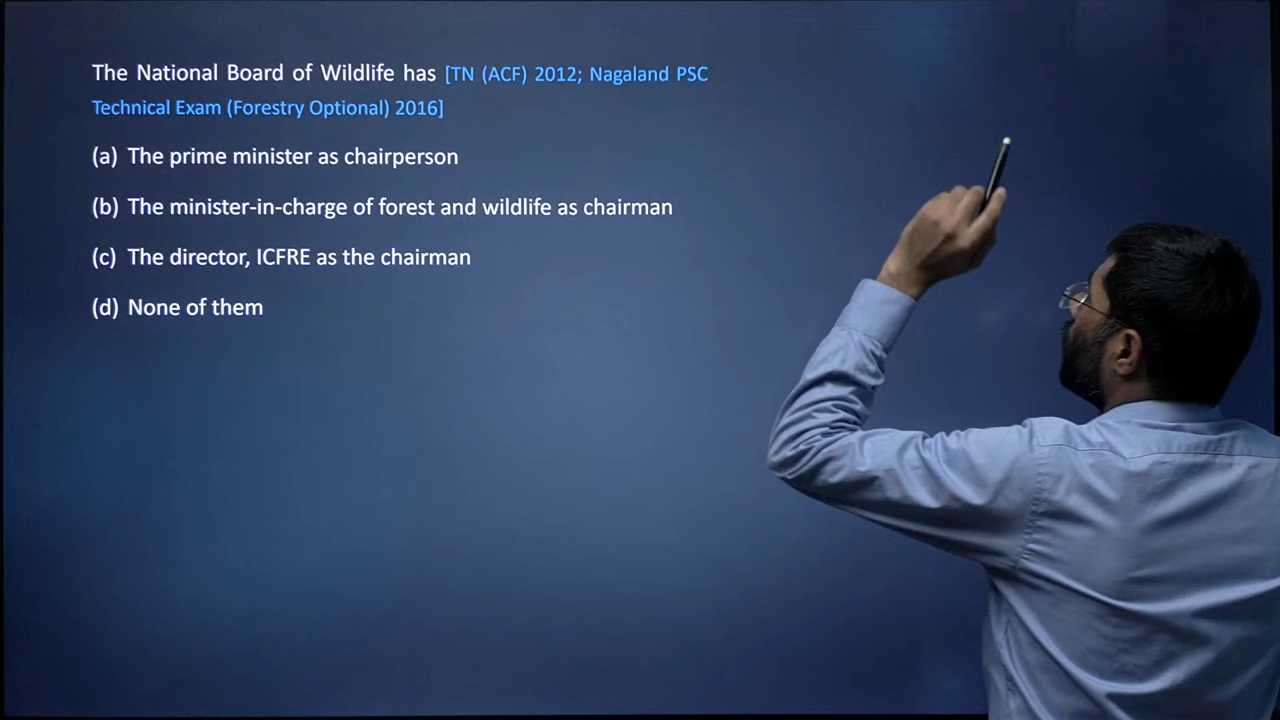 The National Board of Wildlife has [TN (ACF) 2012; Nagaland PSC
Technical Exam (Forestry Optional) 2016]
(a) The prime minister as chairperson
(b) The minister-in-charge of forest and wildlife as chairman
(c) The director, ICFRE as the chairman
(d) None of them